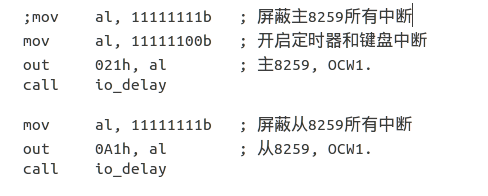 ;mov    al, 11111111b   ; 屏蔽主8259所有中断
mov     al, 11111100b   ; 开启定时器和键盘中断
out     021h, al        ; 主8259, OCW1.
call    io_delay

mov     al, 11111111b   ; 屏蔽从8259所有中断
out     0A1h, al        ; 从8259, OCW1.
call    io_delay